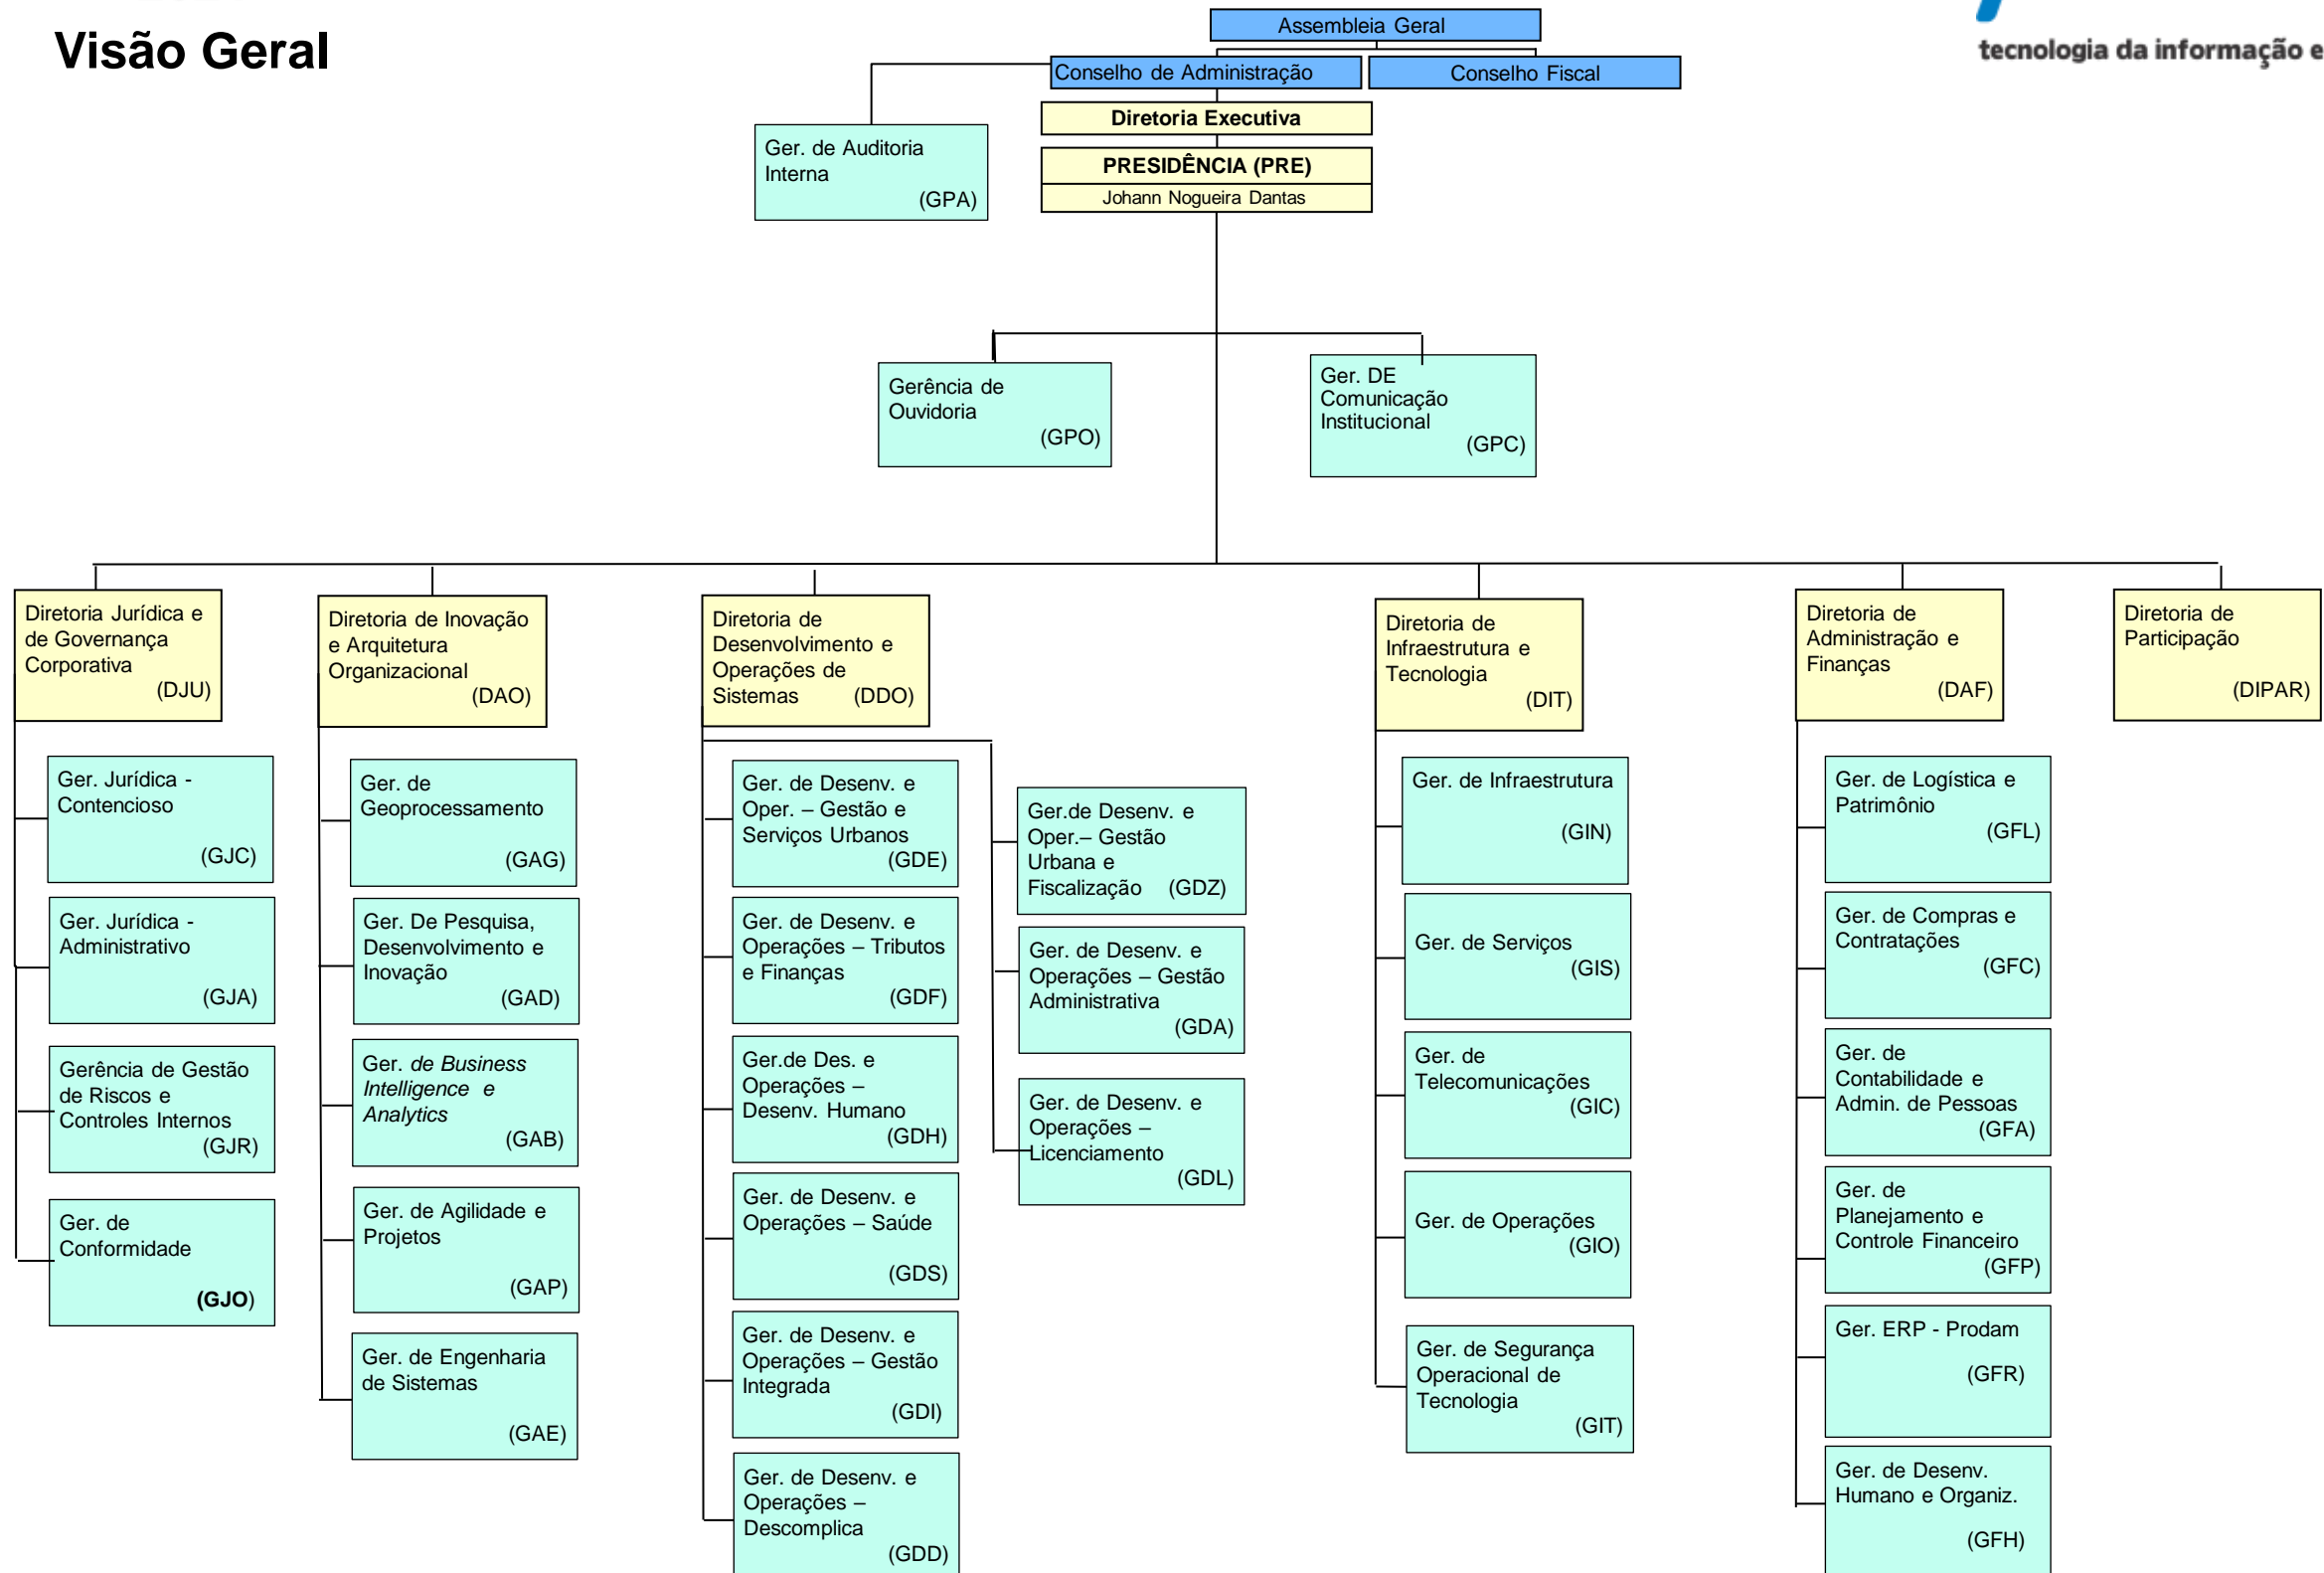 Visão Geral
tecnologia da informação e
Assembleia Geral
Conselho de Administração
Conselho Fiscal
Diretoria Executiva
PRESIDÊNCIA (PRE)
Johann Nogueira Dantas
Ger. de Auditoria
Interna
(GPA)
Gerência de
Ouvidoria
(GPO)
Ger. DE
Comunicação
Institucional
(GPC)
Diretoria Jurídica e
de Governança
Corporativa
(DJU)
Diretoria de Inovação
e Arquitetura
Organizacional
(DAO)
Diretoria de
Desenvolvimento e
Operações de
Sistemas (DDO)
Diretoria de
Infraestrutura e
Tecnologia
(DIT)
Diretoria de
Administração e
Finanças
(DAF)
Diretoria de
Participação
(DIPAR)
Ger. Jurídica -
Contencioso
(GJC)
Ger. Jurídica -
Administrativo
(GJA)
Gerência de Gestão
de Riscos e
Controles Internos
(GJR)
Ger. de
Conformidade
(GJO)
Ger. de
Geoprocessamento
(GAG)
Ger. De Pesquisa,
Desenvolvimento e
Inovação
(GAD)
Ger. de Business
Intelligence e
Analytics
(GAB)
Ger. de Agilidade e
Projetos
(GAP)
Ger. de Engenharia
de Sistemas
(GAE)
Ger. de Desenv. e
Oper. – Gestão e
Serviços Urbanos
(GDE)
Ger. de Desenv. e
Operações – Tributos
e Finanças
(GDF)
Ger.de Des. e
Operações –
Desenv. Humano
(GDH)
Ger. de Desenv. e
Operações – Saúde
(GDS)
Ger. de Desenv. e
Operações – Gestão
Integrada
(GDI)
Ger. de Desenv. e
Operações –
Descomplica
(GDD)
Ger.de Desenv. e
Oper.– Gestão
Urbana e
Fiscalização (GDZ)
Ger. de Desenv. e
Operações – Gestão
Administrativa
(GDA)
Ger. de Desenv. e
Operações –
Licenciamento
(GDL)
Ger. de Infraestrutura
(GIN)
Ger. de Serviços
(GIS)
Ger. de
Telecomunicações
(GIC)
Ger. de Operações
(GIO)
Ger. de Segurança
Operacional de
Tecnologia
(GIT)
Ger. de Logística e
Patrimônio
(GFL)
Ger. de Compras e
Contratações
(GFC)
Ger. de
Contabilidade e
Admin. de Pessoas
(GFA)
Ger. de
Planejamento e
Controle Financeiro
(GFP)
Ger. ERP - Prodam
(GFR)
Ger. de Desenv.
Humano e Organiz.
(GFH)